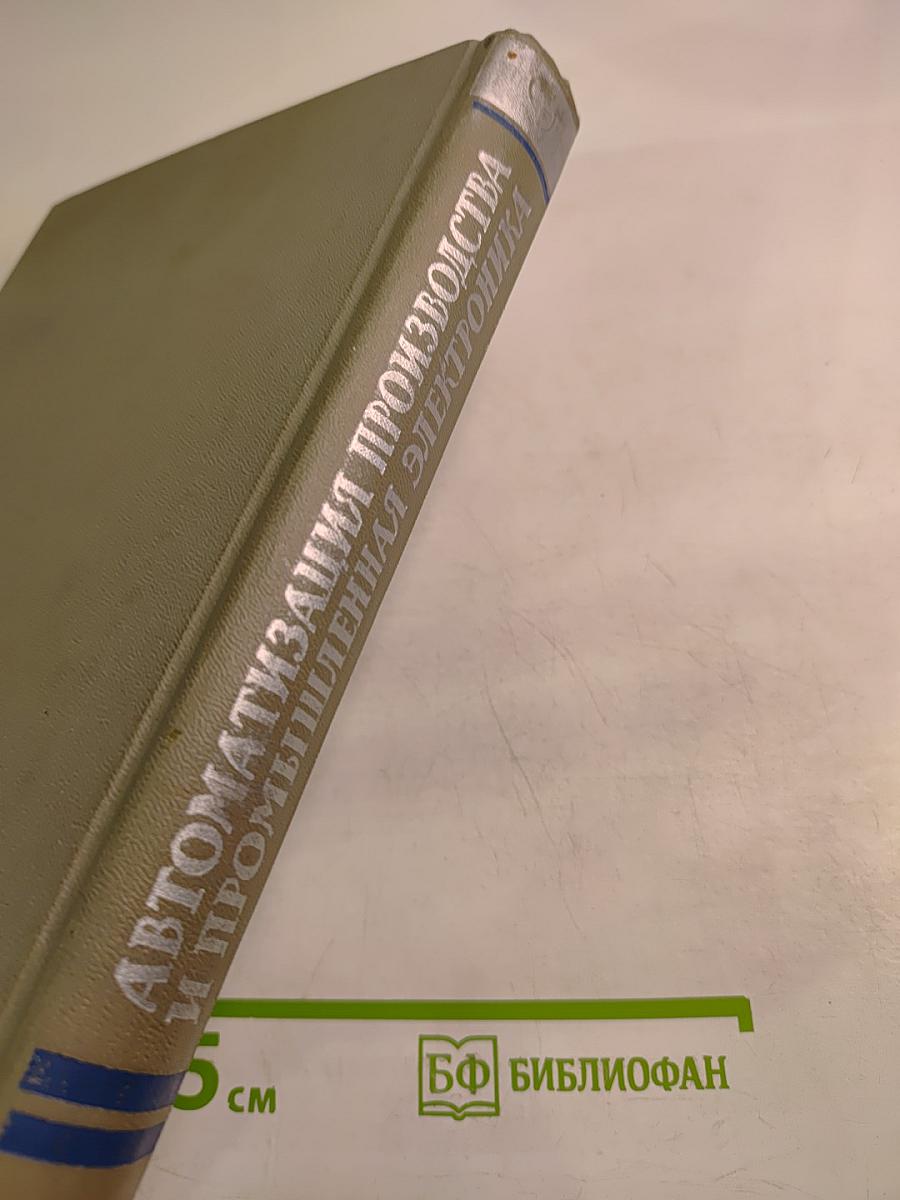 АВТОМАТИЗАЦИЯ ПРОИЗВОДСТВА
И ПРОМЫШЛЕННАЯ ЭЛЕКТРОНИКА
5 см
БФ БИБЛИОФАН